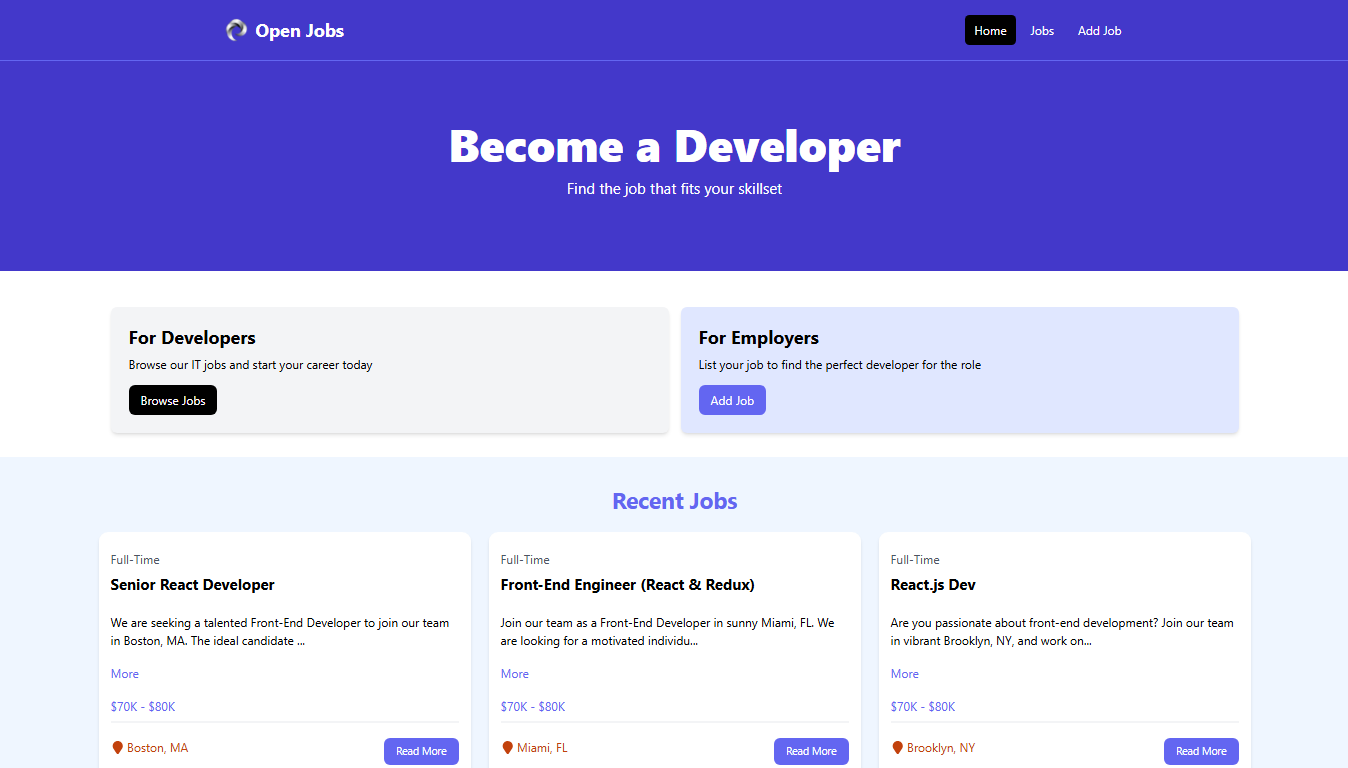 Open Jobs
Home Jobs Add Job
Become a Developer
Find the job that fits your skillset
For Developers
Browse our IT jobs and start your career today
Browse Jobs
For Employers
List your job to find the perfect developer for the role
Add Job
Recent Jobs
Full-Time
Senior React Developer
We are seeking a talented Front-End Developer to join our team
in Boston, MA. The ideal candidate ...
More
$70K - $80K
Boston, MA
Read More
Full-Time
Front-End Engineer (React & Redux)
Join our team as a Front-End Developer in sunny Miami, FL. We
are looking for a motivated individu...
More
$70K - $80K
Miami, FL
Read More
Full-Time
React.js Dev
Are you passionate about front-end development? Join our team
in vibrant Brooklyn, NY, and work on...
More
$70K - $80K
Brooklyn, NY
Read More